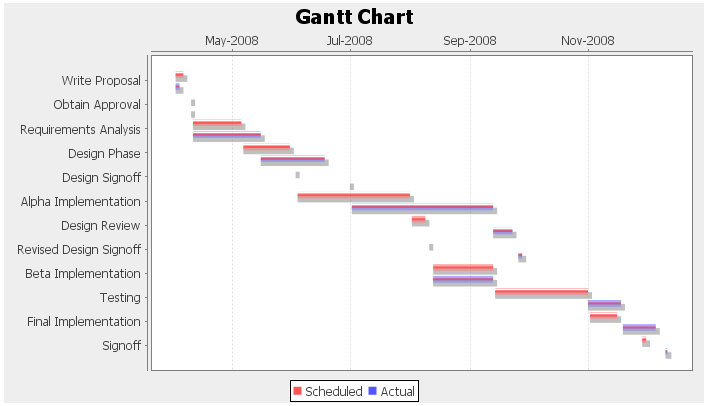 Gantt Chart
May-2008 Jul-2008 Sep-2008 Nov-2008
Write Proposal
Obtain Approval
Requirements Analysis
Design Phase
Design Signoff
Alpha Implementation
Design Review
Revised Design Signoff
Beta Implementation
Testing
Final Implementation
Signoff
Scheduled Actual